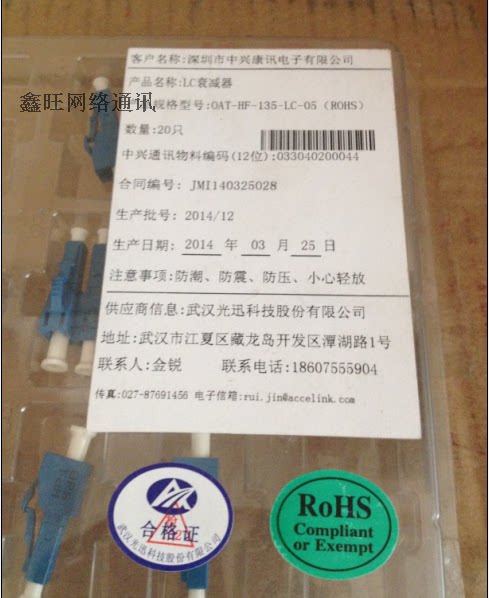 客户名称:深圳市中兴康讯电子有限公司
产品名称:LC衰减器
鑫旺网络通讯
规格型号:OAT-HF-135-LC-05（ROHS）
数量:20只
中兴通讯物料编码(12位):033040200044
合同编号: JMI140325028
生产批号: 2014/12
生产日期: 2014 年 03 月 25 日
注意事项:防潮、防震、防压、小心轻放
供应商信息:武汉光迅科技股份有限公司
地址:武汉市江夏区藏龙岛开发区潭湖路1号
联系人:金锐 联系电话:18607555904
传真:027-87691456 电子信箱:rui.jin@accelink.com
合格证
武汉光迅科技股份有限公司
RoHS
Compliant
or Exempt